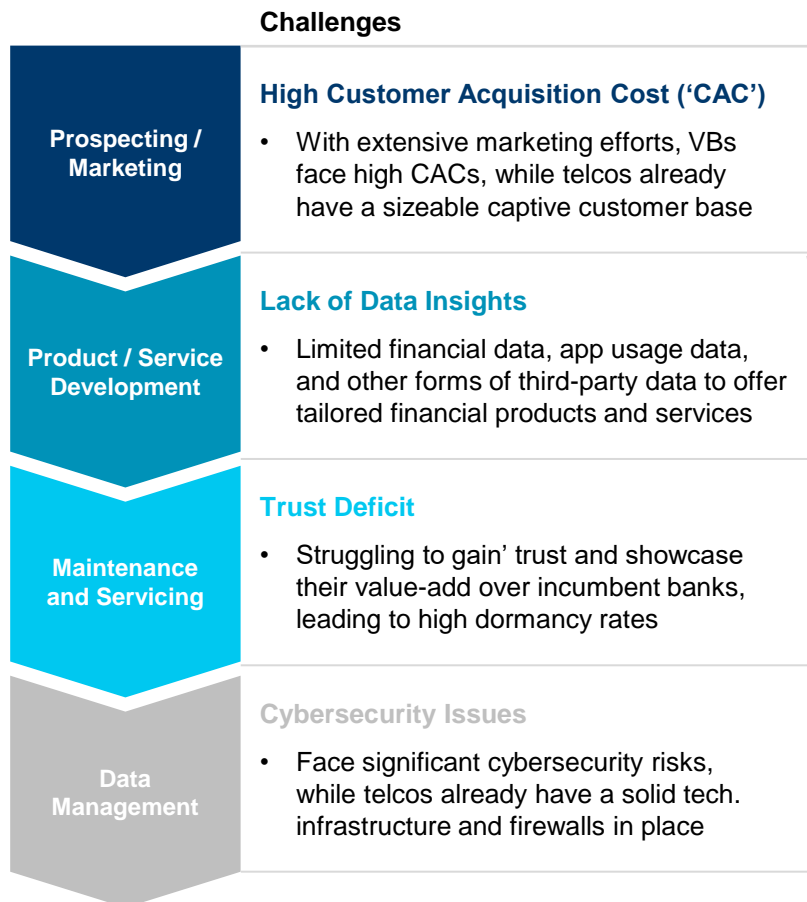 Challenges
Prospecting /
Marketing
High Customer Acquisition Cost (‘CAC’)
• With extensive marketing efforts, VBs
face high CACs, while telcos already
have a sizeable captive customer base
Product / Service
Development
Lack of Data Insights
• Limited financial data, app usage data,
and other forms of third-party data to offer
tailored financial products and services
Maintenance
and Servicing
Trust Deficit
• Struggling to gain’ trust and showcase
their value-add over incumbent banks,
leading to high dormancy rates
Data
Management
Cybersecurity Issues
• Face significant cybersecurity risks,
while telcos already have a solid tech.
infrastructure and firewalls in place